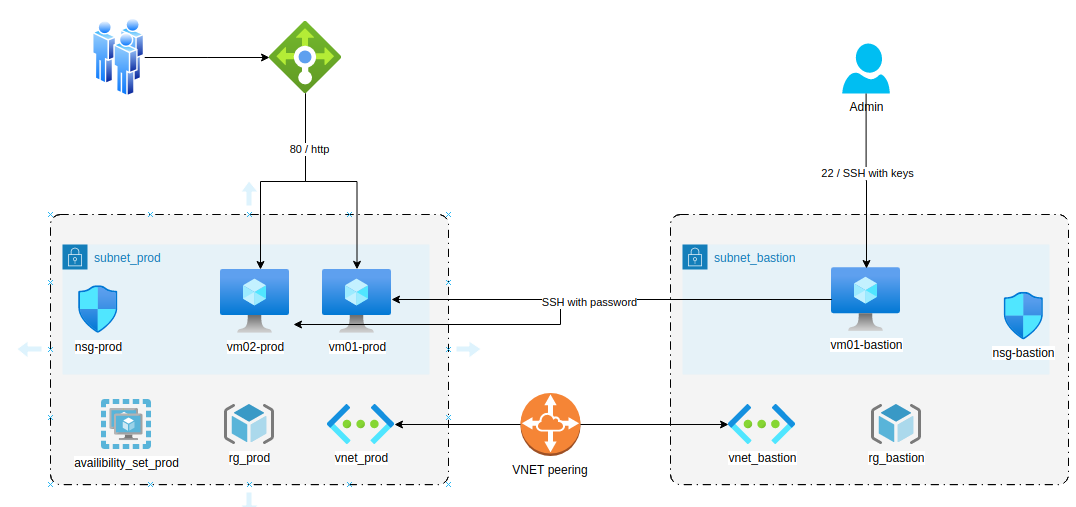 Admin
80 / http
22 / SSH with keys
subnet_prod
subnet_bastion
SSH with password
nsg-prod
vm02-prod
vm01-prod
vm01-bastion
nsg-bastion
availibility_set_prod
rg_prod
vnet_prod
VNET peering
vnet_bastion
rg_bastion